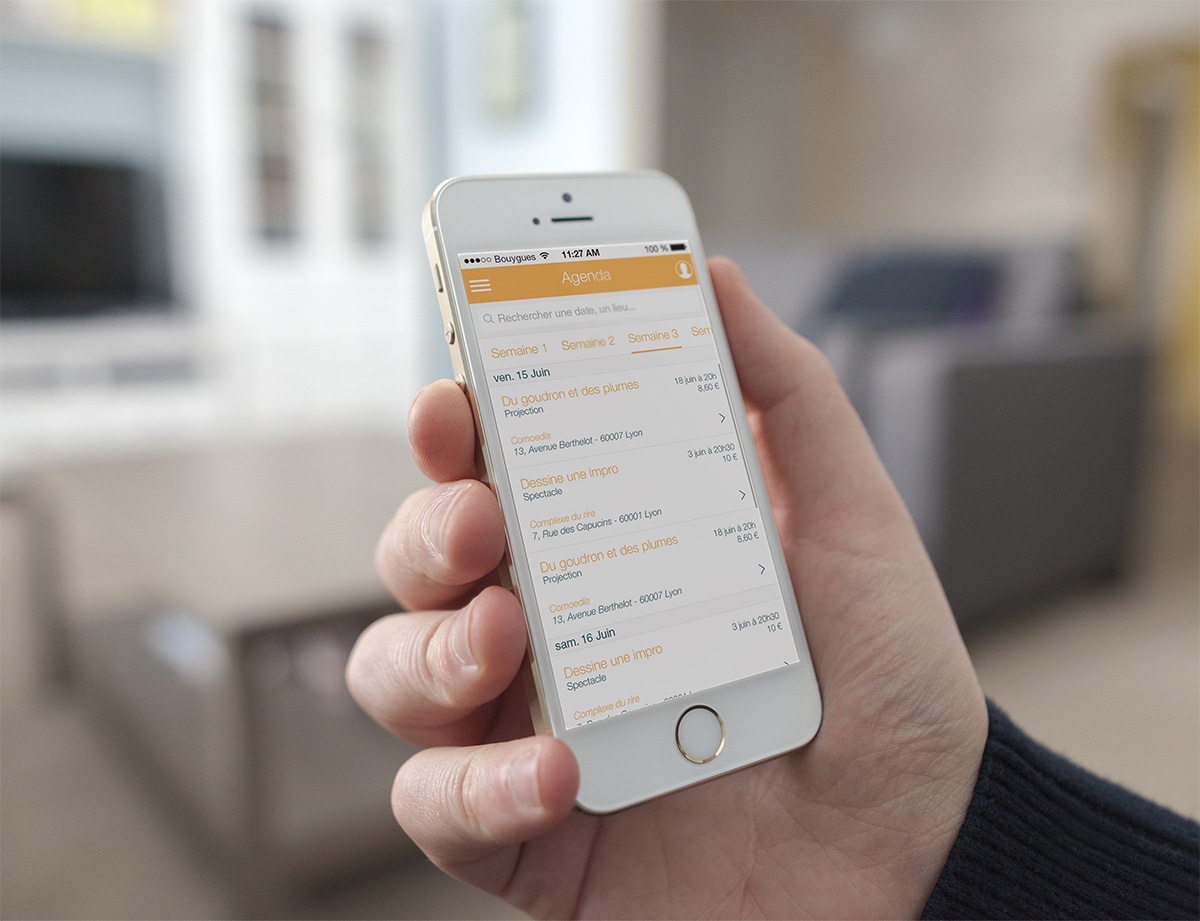 Bouygues 11:27 AM 100 %
Agenda
Rechercher une date, un lieu...
Semaine 1 Semaine 2 Semaine 3 Sem
ven. 15 Juin
Du goudron et des plumes 18 juin à 20h
Projection 8.60 €
Comoedia
13, Avenue Berthelot - 60007 Lyon
Dessine une impro 3 juin à 20h30
Spectacle 10 €
Complexe du rire
7, Rue des Capucins - 60001 Lyon
Du goudron et des plumes 18 juin à 20h
Projection 8.60 €
Comoedia
13, Avenue Berthelot - 60007 Lyon
sam. 16 Juin
Dessine une impro 3 juin à 20h30
Spectacle 10 €
Complexe du rire